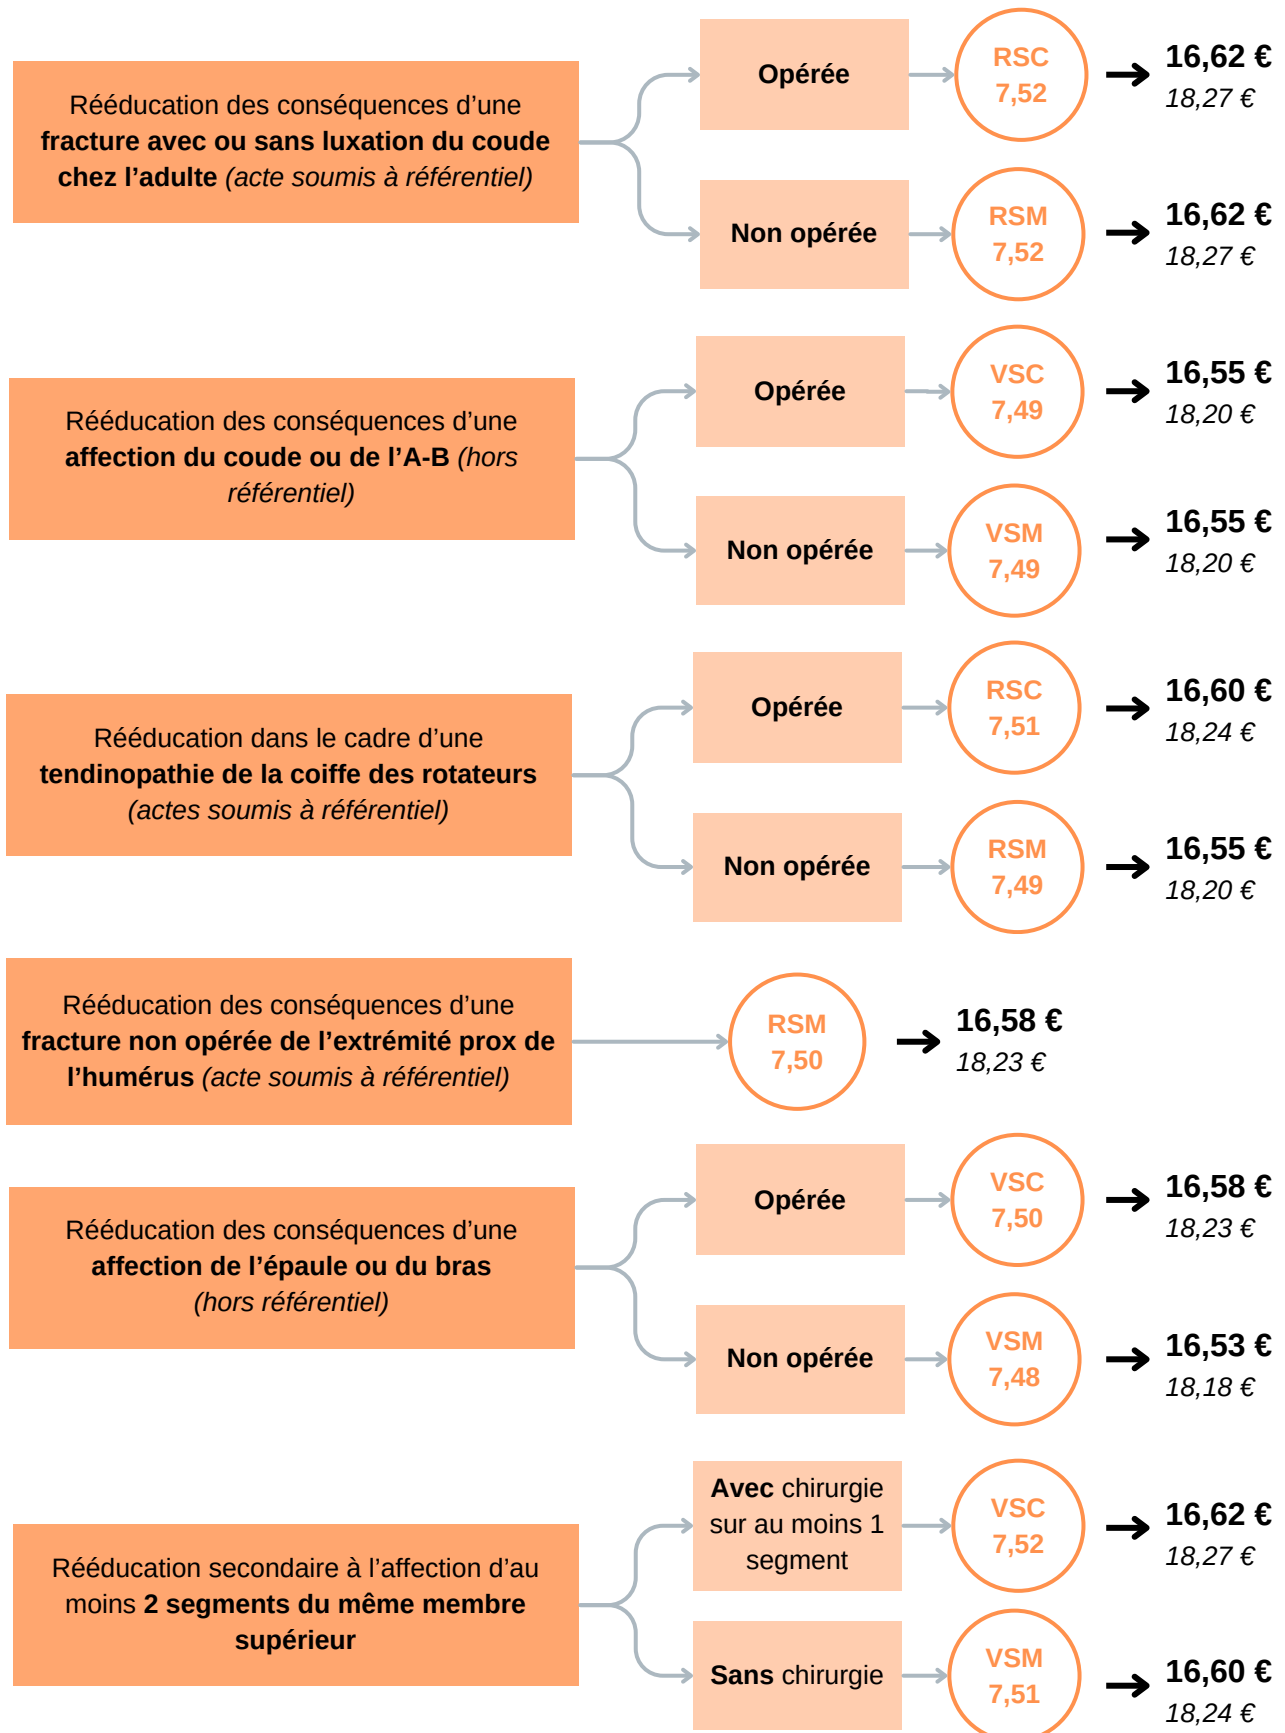 Rééducation des conséquences d’une
fracture avec ou sans luxation du coude
chez l’adulte (acte soumis à référentiel)
Opérée
RSC
7,52
16,62 €
18,27 €
Non opérée
RSM
7,52
16,62 €
18,27 €
Rééducation des conséquences d’une
affection du coude ou de l’A-B (hors
référentiel)
Opérée
VSC
7,49
16,55 €
18,20 €
Non opérée
VSM
7,49
16,55 €
18,20 €
Rééducation dans le cadre d’une
tendinopathie de la coiffe des rotateurs
(actes soumis à référentiel)
Opérée
RSC
7,51
16,60 €
18,24 €
Non opérée
RSM
7,49
16,55 €
18,20 €
Rééducation des conséquences d’une
fracture non opérée de l’extrémité prox de
l’humérus (acte soumis à référentiel)
RSM
7,50
16,58 €
18,23 €
Rééducation des conséquences d’une
affection de l’épaule ou du bras
(hors référentiel)
Opérée
VSC
7,50
16,58 €
18,23 €
Non opérée
VSM
7,48
16,53 €
18,18 €
Rééducation secondaire à l’affection d’au
moins 2 segments du même membre
supérieur
Avec chirurgie
sur au moins 1
segment
VSC
7,52
16,62 €
18,27 €
Sans chirurgie
VSM
7,51
16,60 €
18,24 €